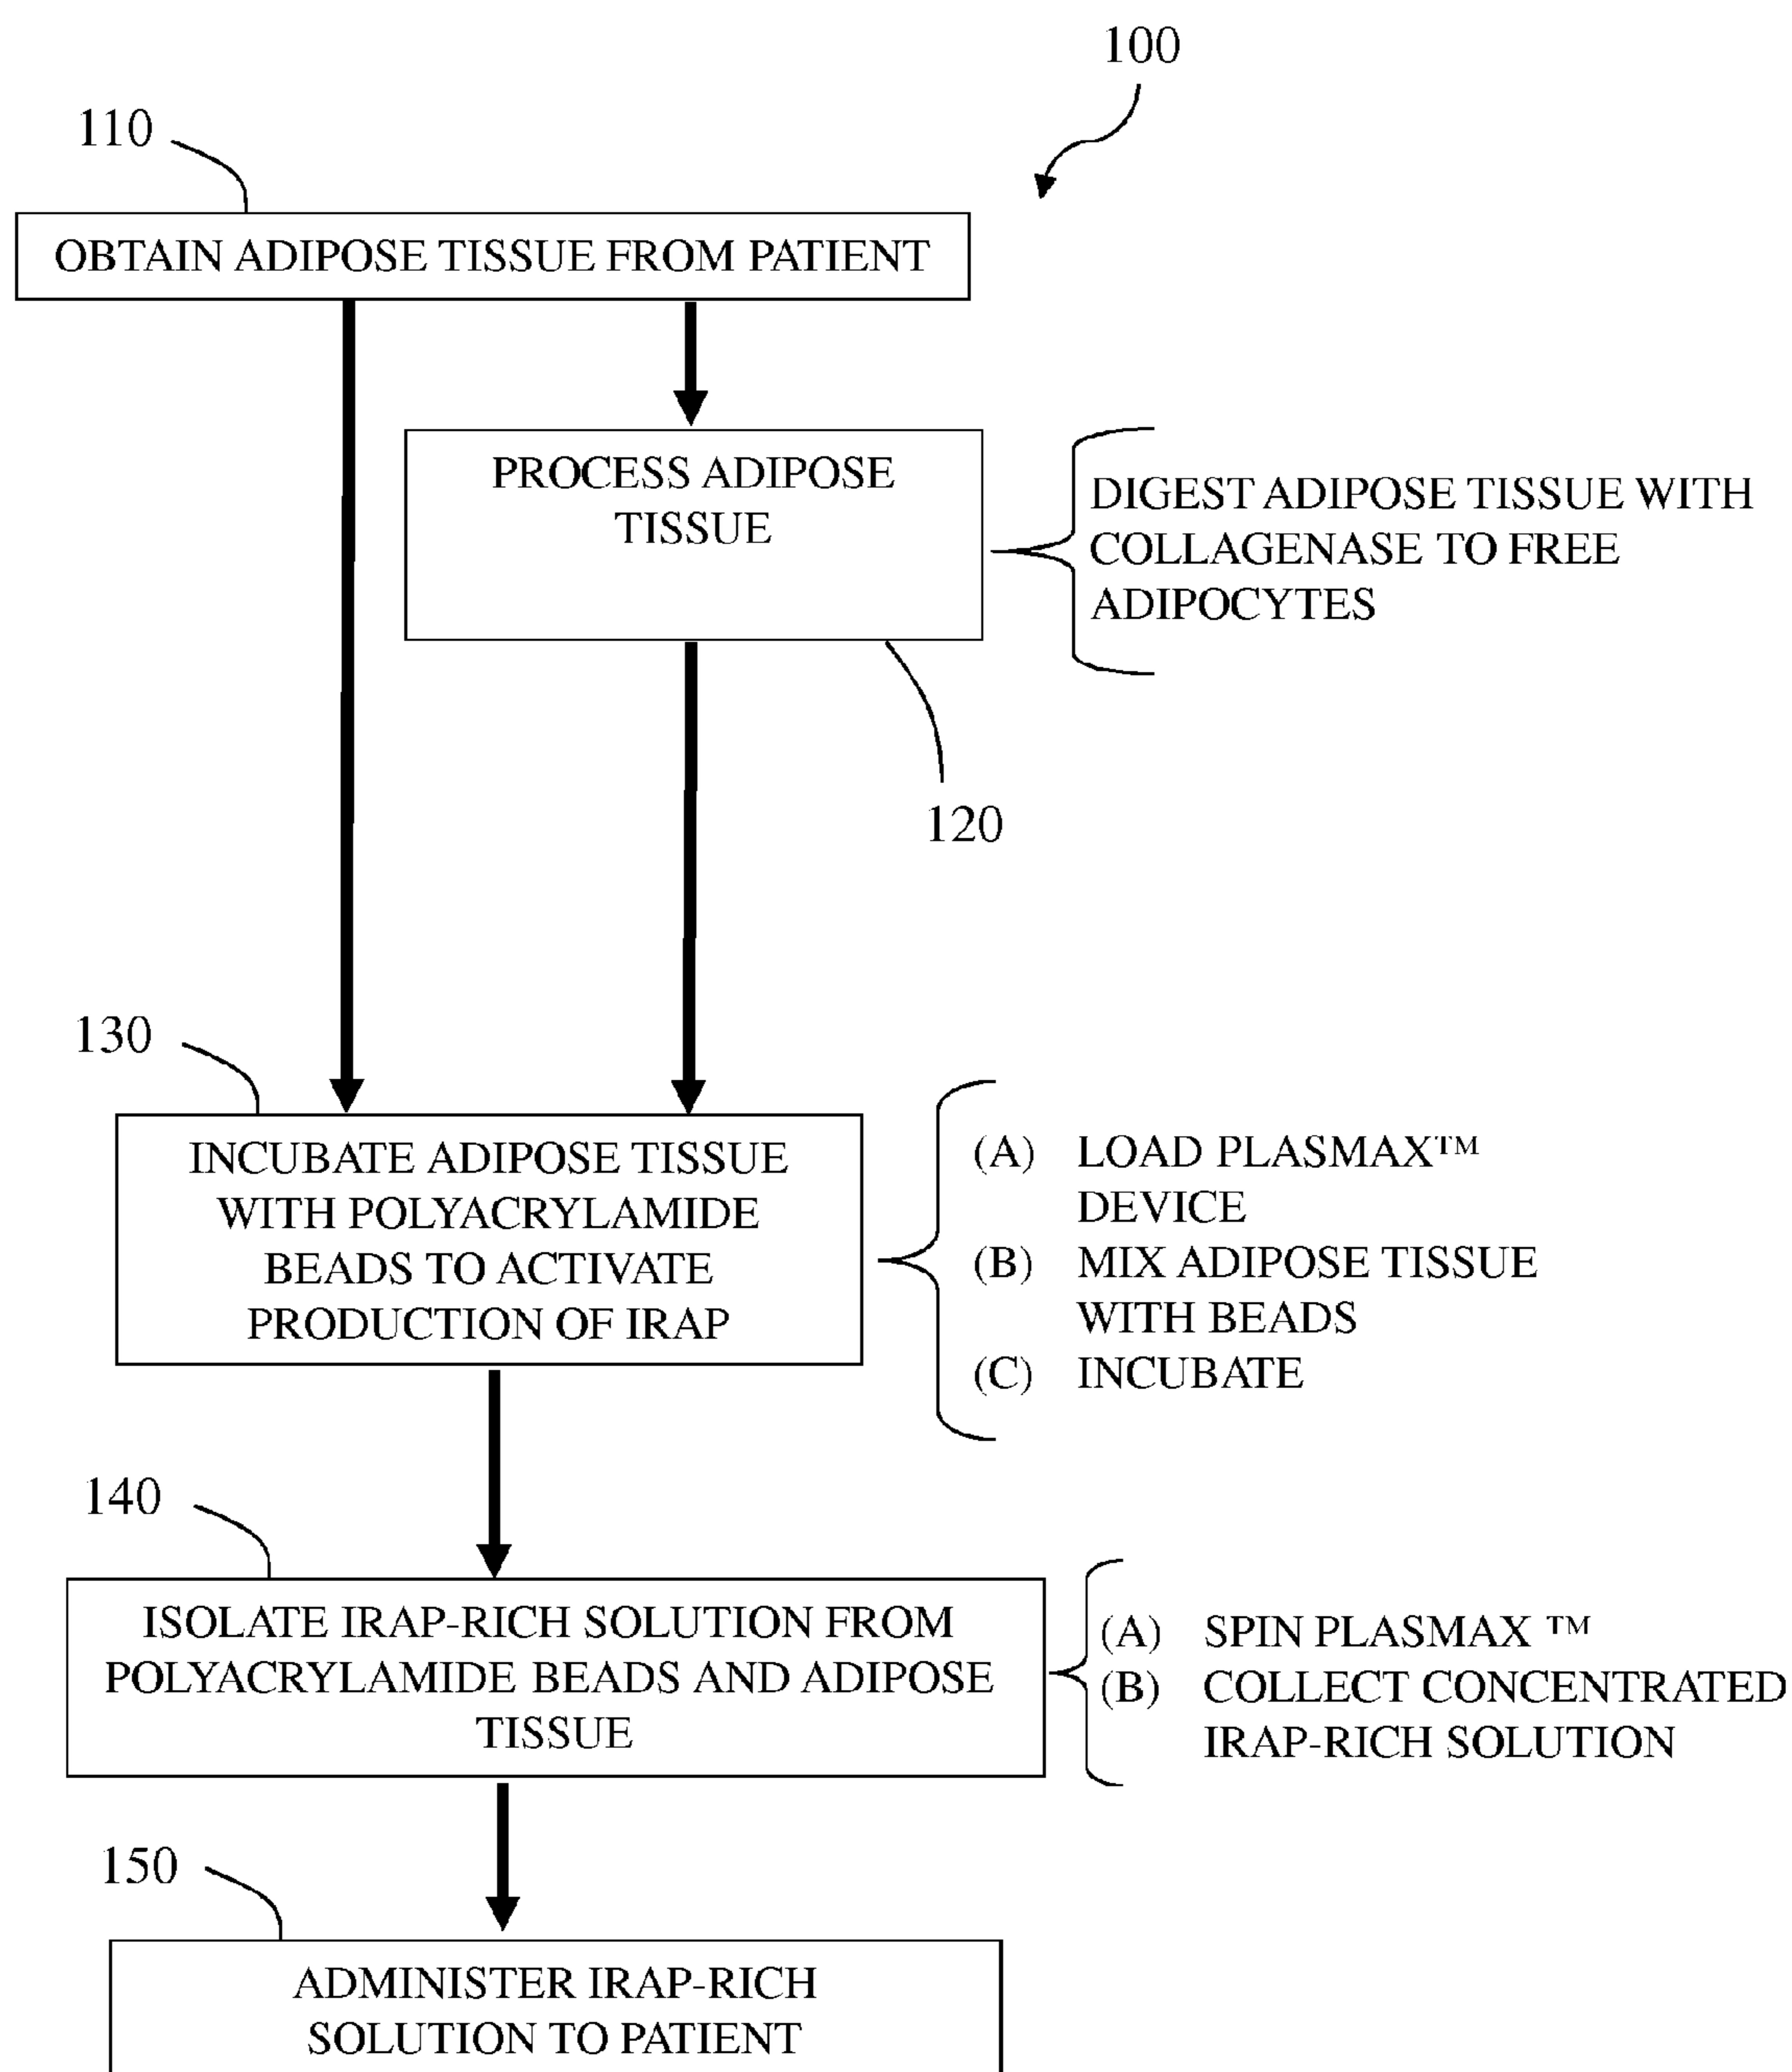 100
110
OBTAIN ADIPOSE TISSUE FROM PATIENT
PROCESS ADIPOSE
TISSUE
DIGEST ADIPOSE TISSUE WITH
COLLAGENASE TO FREE
ADIPOCYTES
120
130
INCUBATE ADIPOSE TISSUE
WITH POLYACRYLAMIDE
BEADS TO ACTIVATE
PRODUCTION OF IRAP
(A) LOAD PLASMAX™
DEVICE
(B) MIX ADIPOSE TISSUE
WITH BEADS
(C) INCUBATE
140
ISOLATE IRAP-RICH SOLUTION FROM
POLYACRYLAMIDE BEADS AND ADIPOSE
TISSUE
(A) SPIN PLASMAX ™
(B) COLLECT CONCENTRATED
IRAP-RICH SOLUTION
150
ADMINISTER IRAP-RICH
SOLUTION TO PATIENT